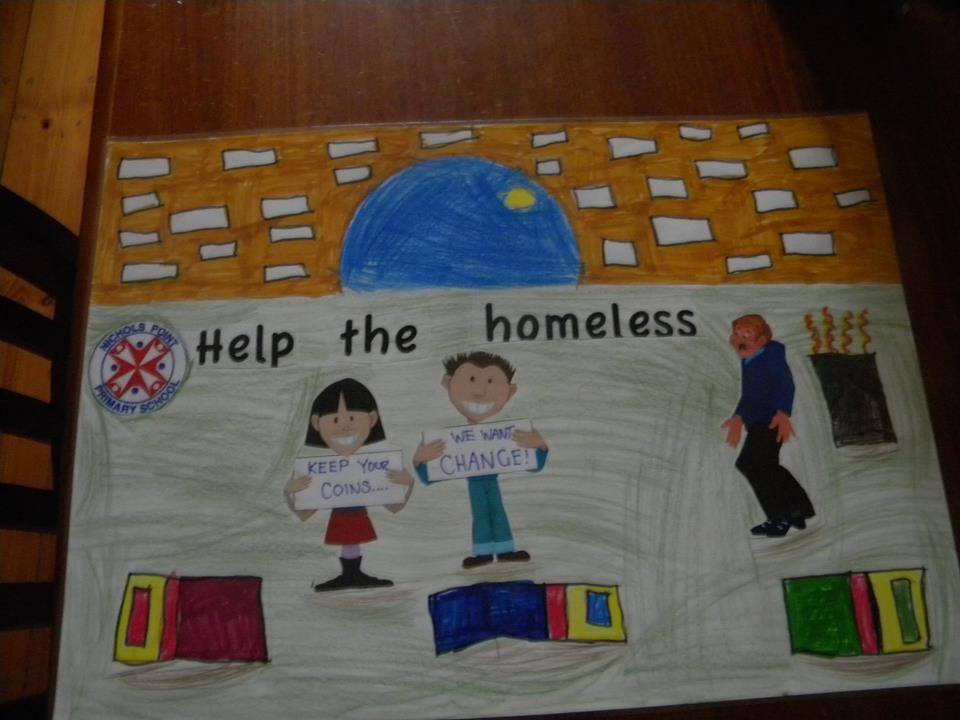 Help the homeless
NICHOLS POINT
PRIMARY SCHOOL
KEEP YOUR
COINS....
WE WANT
CHANGE!